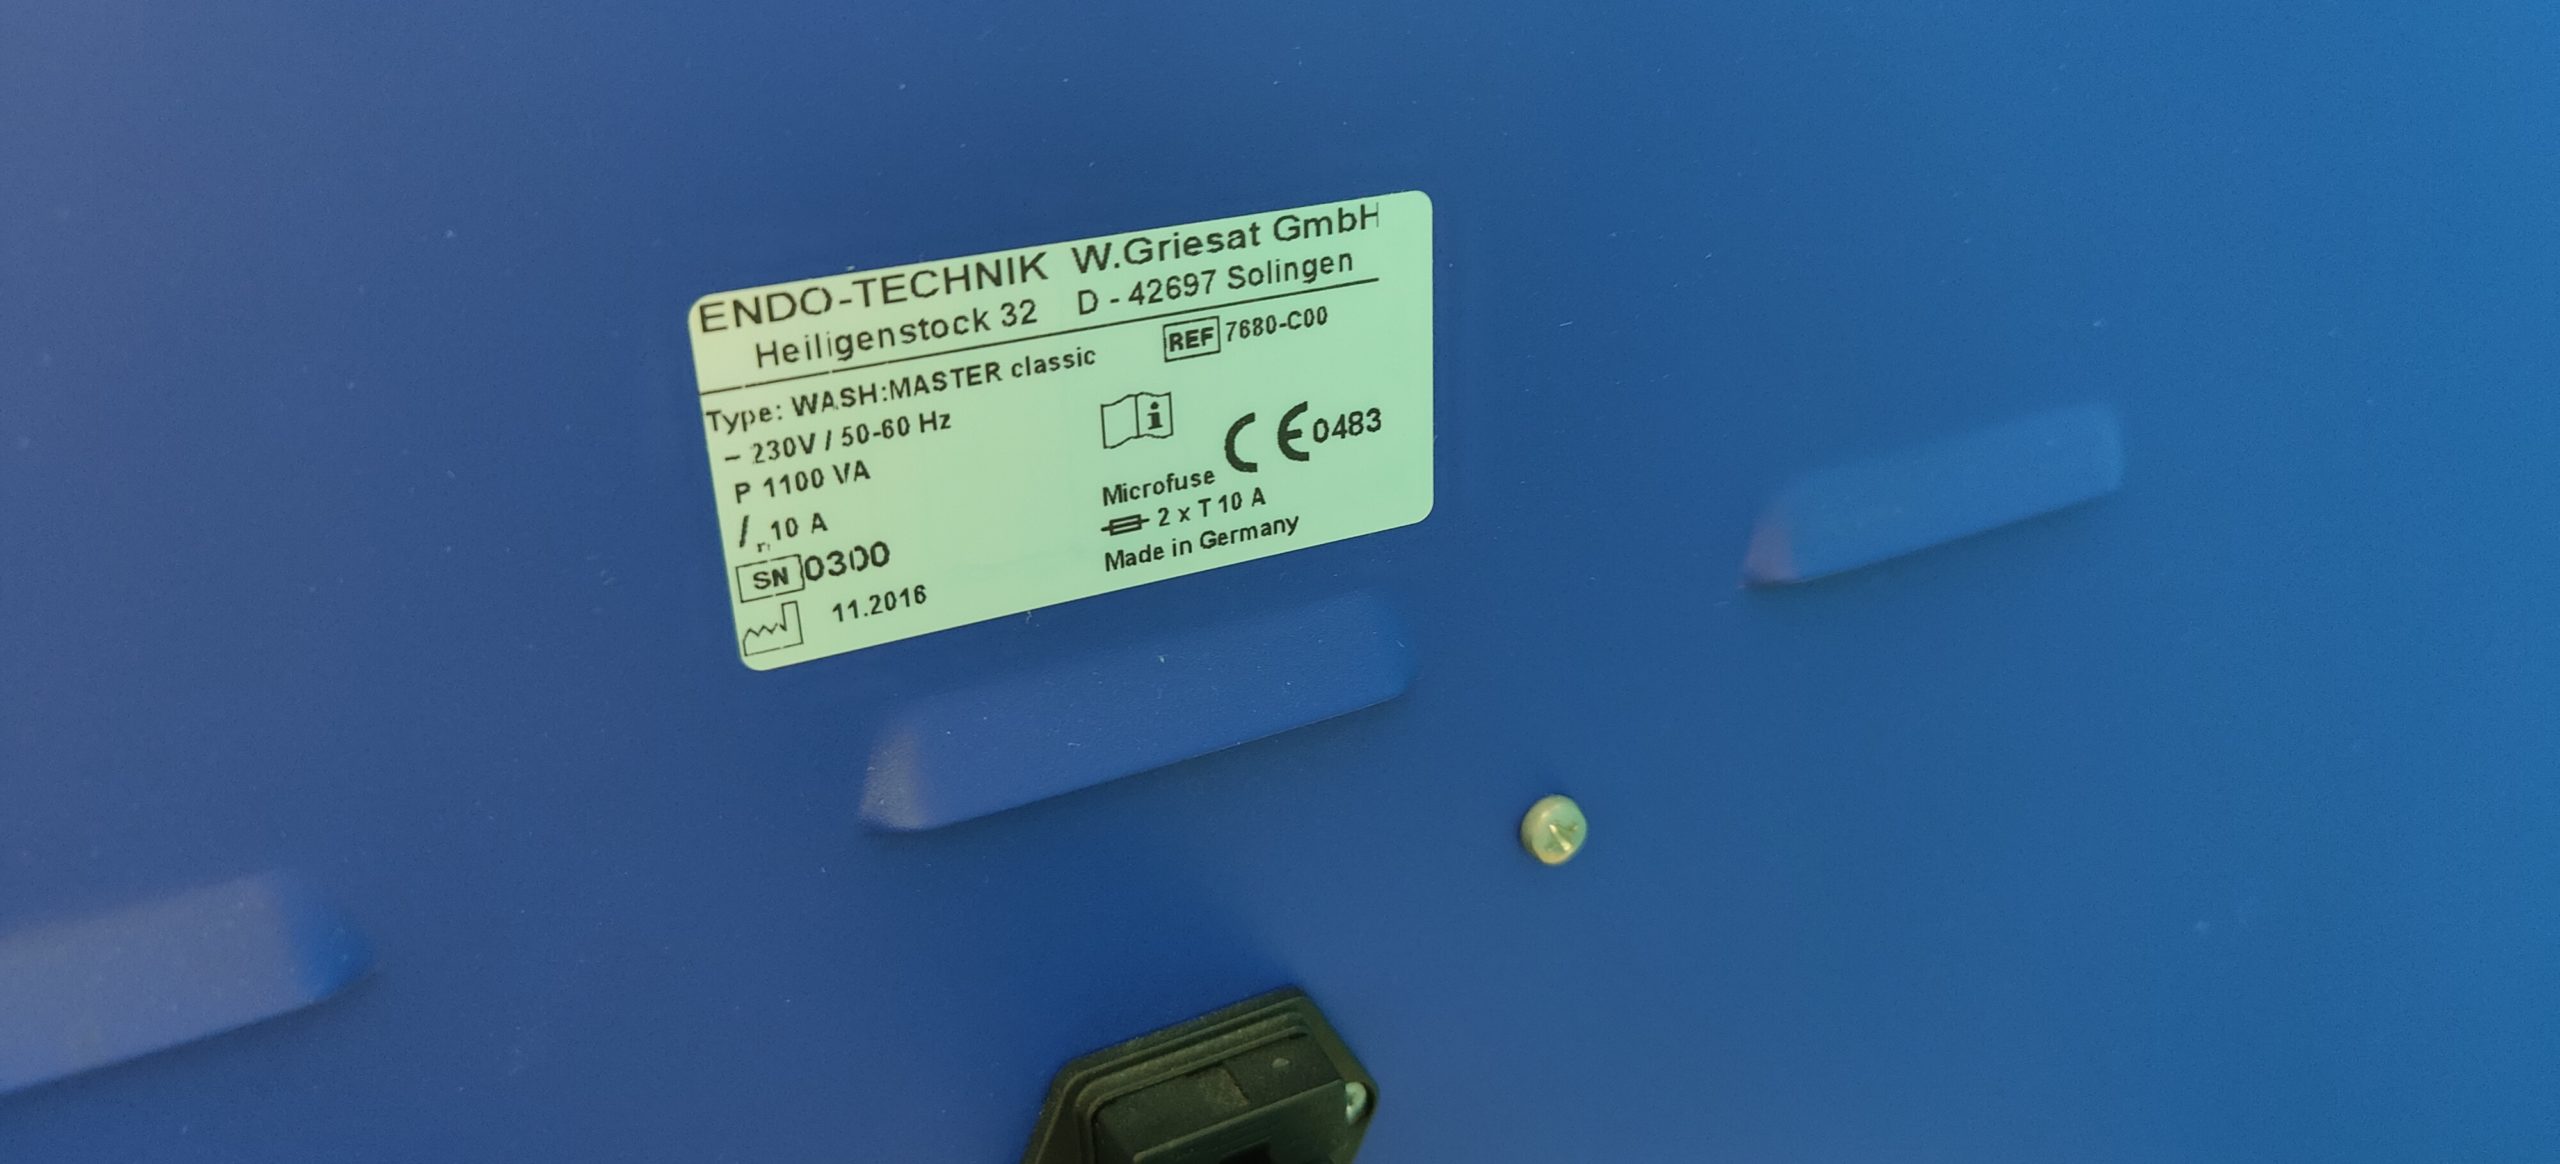 ENDO-TECHNIK W.Griesat GmbH
Heiligenstock 32 D - 42697 Solingen
Type: WASH:MASTER classic REF 7680-C00
~ 230V / 50-60 Hz
P 1100 VA
CE 0483
I n 10 A
Microfuse
2 x T 10 A
SN 0300
Made in Germany
11.2016